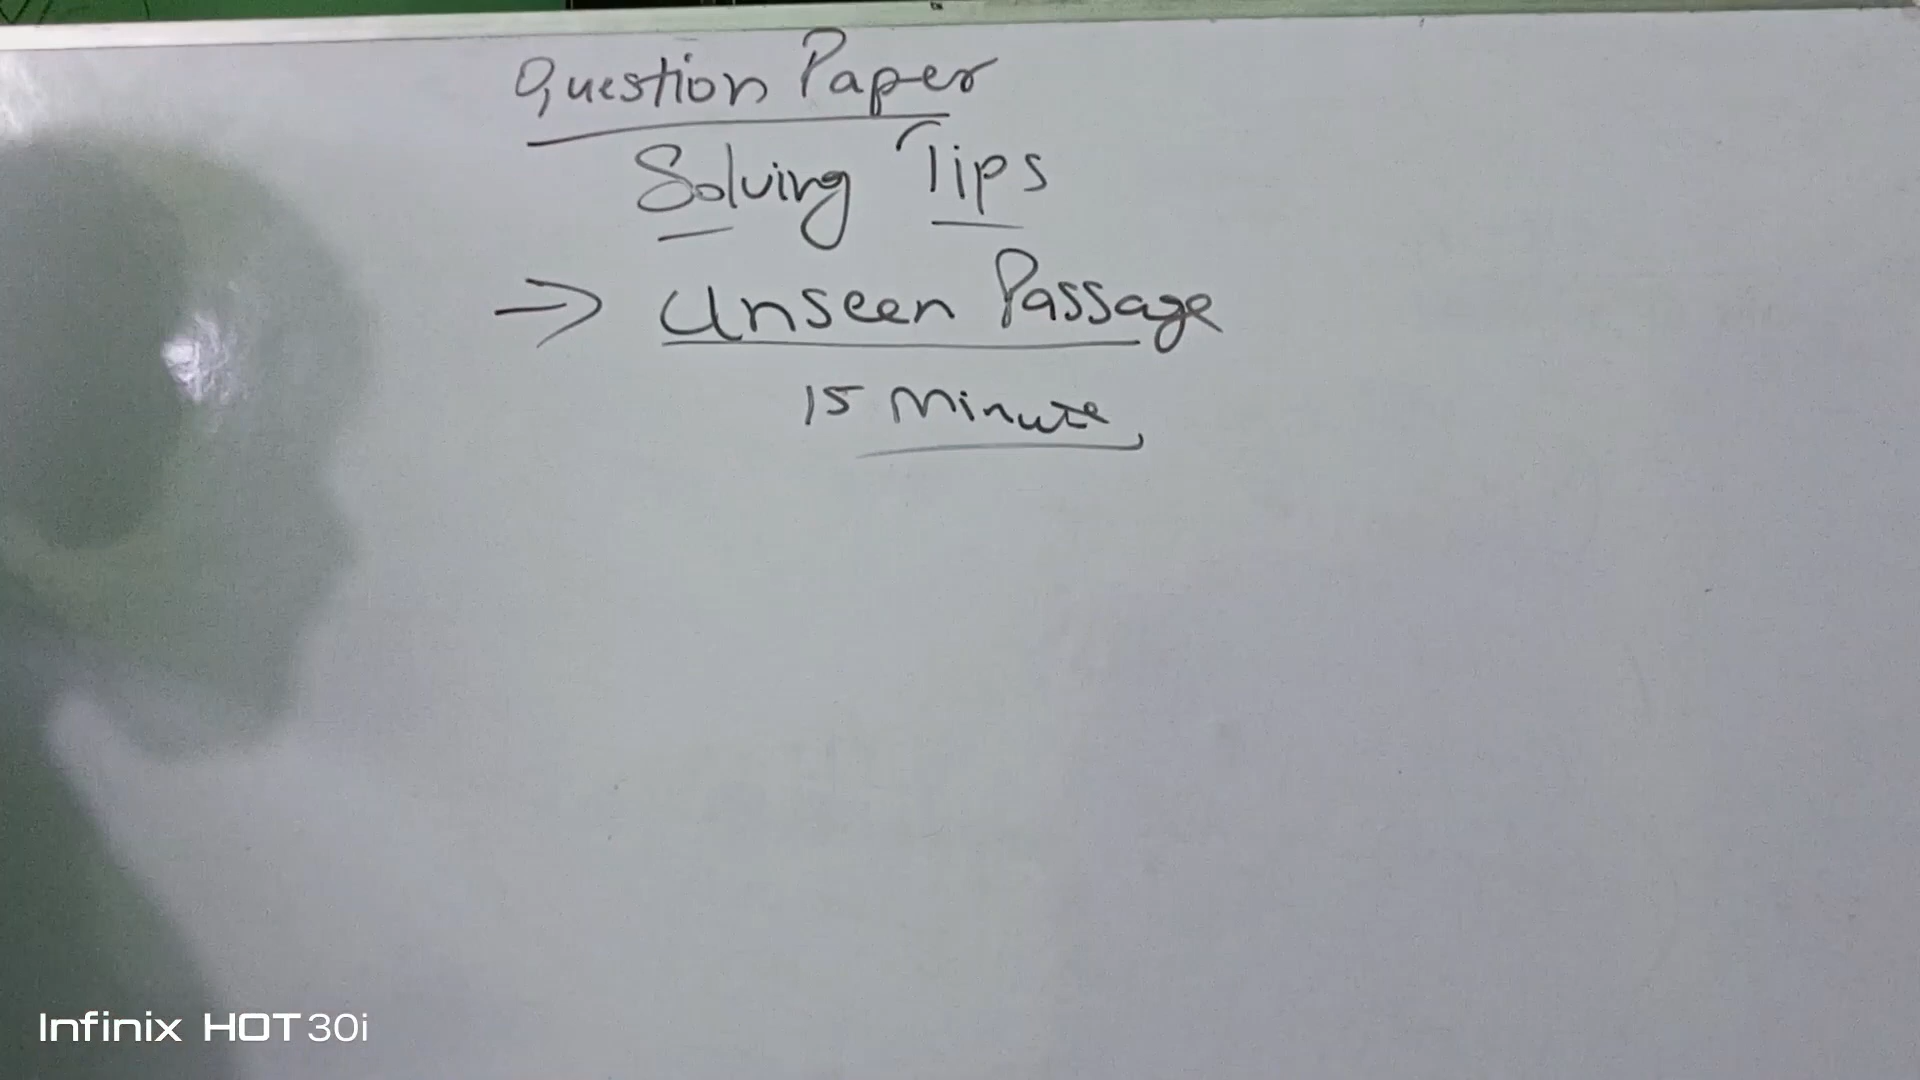 Question Paper
Solving Tips
→ Unseen Passage
15 Minute
Infinix HOT 30i